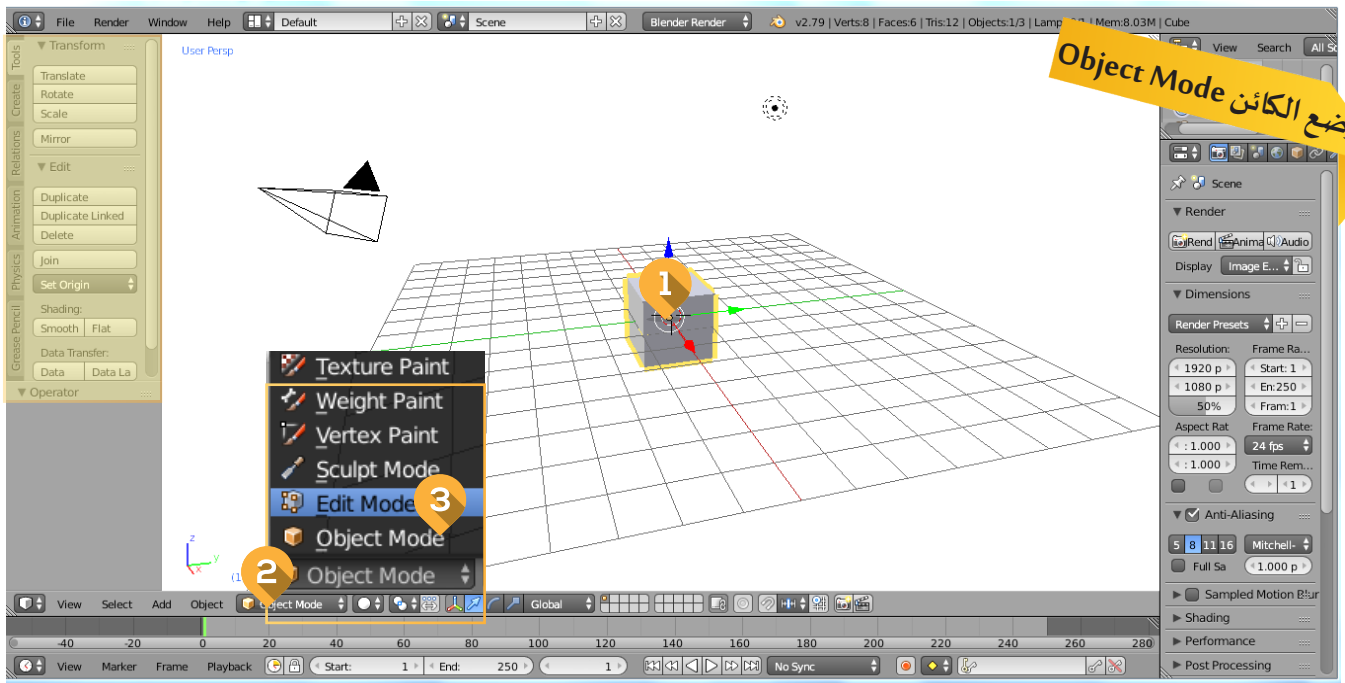 File Render Window Help Default Scene Blender Render v2.79 | Verts:8 | Faces:6 | Tris:12 | Objects:1/3 | Mem:8.03M | Cube
Tools
Create
Relations
Animation
Physics
Grease Pencil
Transform
Translate
Rotate
Scale
Mirror
Edit
Duplicate
Duplicate Linked
Delete
Join
Set Origin
Shading:
Smooth Flat
Data Transfer:
Data Data La
Operator
User Persp
1
Texture Paint
Weight Paint
Vertex Paint
Sculpt Mode
Edit Mode 3
Object Mode
2 Object Mode
z
y
x
View Select Add Object Object Mode Global
-40 -20 0 20 40 60 80 100 120 140 160 180 200 220 240 260 280
View Marker Frame Playback Start: 1 End: 250 1 No Sync
View Search
الكائن Object Mode
Scene
Render
Rend Anima Audio
Display Image E...
Dimensions
Render Presets
Resolution: Frame Ra...
1920 p Start: 1
1080 p En:250
50% Fram:1
Aspect Rat Frame Rate:
: 1.000 24 fps
: 1.000 Time Rem...
1
Anti-Aliasing
5 8 11 16 Mitchell-
Full Sa 1.000 p
Sampled Motion Blur
Shading
Performance
Post Processing